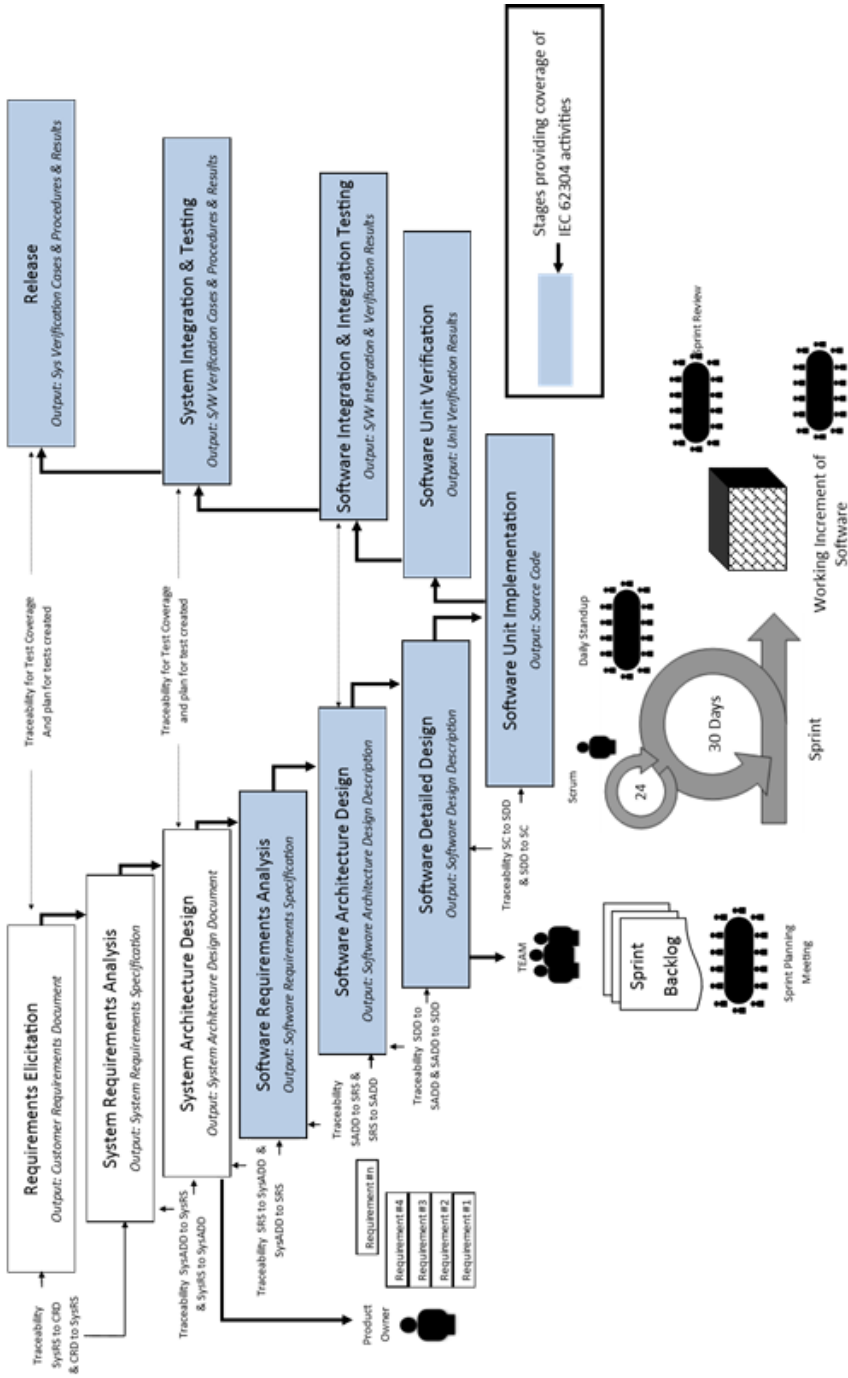 Requirements Elicitation
Output: Customer Requirements Document
System Requirements Analysis
Output: System Requirements Specification
System Architecture Design
Output: System Architecture Design Document
Software Requirements Analysis
Output: Software Requirements Specification
Software Architecture Design
Output: Software Architecture Design Description
Software Detailed Design
Output: Software Design Description
Software Unit Implementation
Output: Source Code
Software Unit Verification
Output: Unit Verification Results
Software Integration & Integration Testing
Output: S/W Integration & Verification Results
System Integration & Testing
Output: S/W Verification Cases & Procedures & Results
Release
Output: Sys Verification Cases & Procedures & Results
Traceability for Test Coverage
And plan for tests created
Traceability for Test Coverage
and plan for test created
Traceability
SysRS to CRD
& CRD to SysRS
Traceability SysADD to SysRS
& SysRS to SysADD
Traceability SRS to SysADD &
SysADD to SRS
Traceability
SADD to SRS &
SRS to SADD
Traceability SDD to
SADD & SADD to SDD
Traceability SC to SDD
& SDD to SC
Stages providing coverage of
IEC 62304 activities
Product
Owner
Requirement#n
Requirement#4
Requirement#3
Requirement#2
Requirement#1
TEAM
Sprint
Backlog
Sprint Planning
Meeting
Scrum
24
30 Days
Sprint
Daily Standup
Working Increment of
Software
Sprint Review